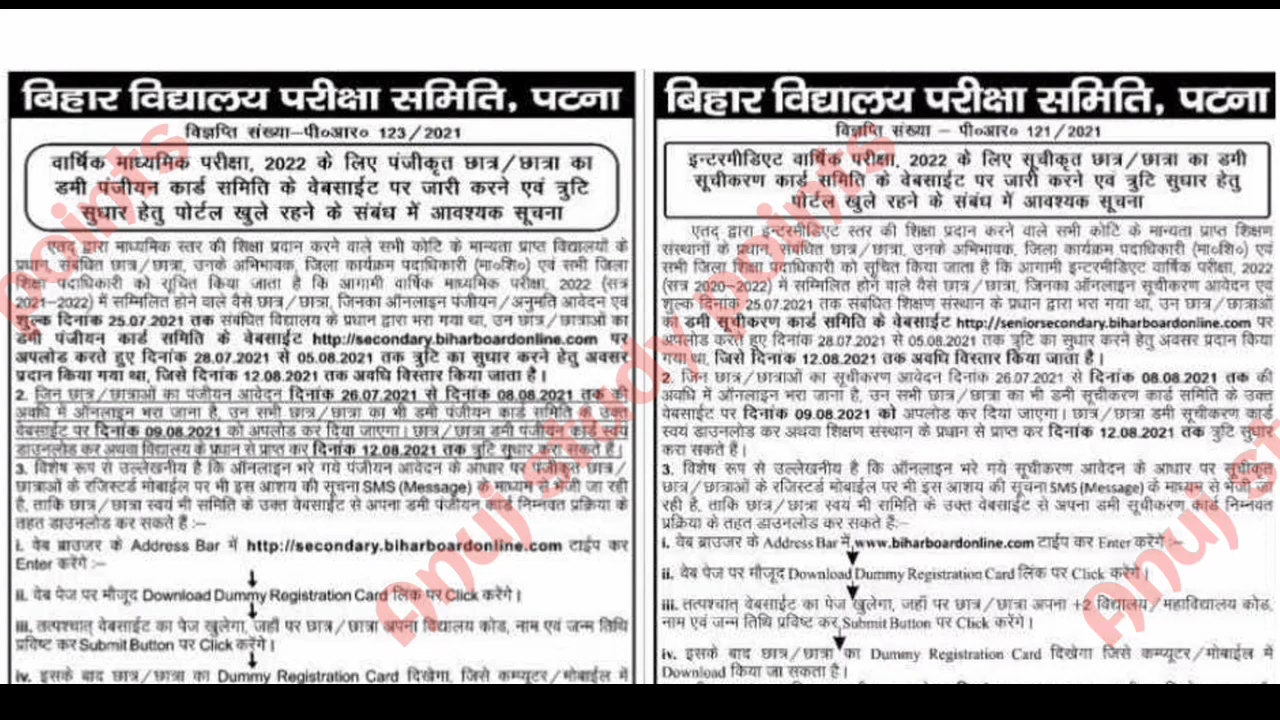 बिहार विद्यालय परीक्षा समिति, पटना
विज्ञप्ति संख्या–पी०आर० 123/2021
वार्षिक माध्यमिक परीक्षा, 2022 के लिए पंजीकृत छात्र/छात्रा का
डमी पंजीयन कार्ड समिति के वेबसाईट पर जारी करने एवं त्रुटि
सुधार हेतु पोर्टल खुले रहने के संबंध में आवश्यक सूचना
एतद् द्वारा माध्यमिक स्तर की शिक्षा प्रदान करने वाले सभी कोटि के मान्यता प्राप्त विद्यालयों के
प्रधान, संबंधित छात्र/छात्रा, उनके अभिभावक, जिला कार्यक्रम पदाधिकारी (मा०शि०) एवं सभी जिला
शिक्षा पदाधिकारी को सूचित किया जाता है कि आगामी वार्षिक माध्यमिक परीक्षा, 2022 (सत्र
2021–2022) में सम्मिलित होने वाले वैसे छात्र/छात्रा, जिनका ऑनलाइन पंजीयन/अनुमति आवेदन एवं
शुल्क दिनांक 25.07.2021 तक संबंधित विद्यालय के प्रधान द्वारा भरा गया था, उन छात्र/छात्राओं का
डमी पंजीयन कार्ड समिति के वेबसाईट http://secondary.biharboardonline.com पर
अपलोड करते हुए दिनांक 28.07.2021 से 05.08.2021 तक त्रुटि का सुधार करने हेतु अवसर
प्रदान किया गया था, जिसे दिनांक 12.08.2021 तक अवधि विस्तार किया जाता है।
2. जिन छात्र/छात्राओं का पंजीयन आवेदन दिनांक 26.07.2021 से दिनांक 08.08.2021 तक की
अवधि में ऑनलाइन भरा जाना है, उन सभी छात्र/छात्रा का भी डमी पंजीयन कार्ड समिति के उक्त
वेबसाईट पर दिनांक 09.08.2021 को अपलोड कर दिया जाएगा। छात्र/छात्रा डमी पंजीयन कार्ड स्वयं
डाउनलोड कर अथवा विद्यालय के प्रधान से प्राप्त कर दिनांक 12.08.2021 तक त्रुटि सुधार करा सकते हैं।
3. विशेष रूप से उल्लेखनीय है कि ऑनलाइन भरे गये पंजीयन आवेदन के आधार पर पंजीकृत छात्र/
छात्राओं के रजिस्टर्ड मोबाईल पर भी इस आशय की सूचना SMS (Message) के माध्यम से भेजी जा रही
है, ताकि छात्र/छात्रा स्वयं भी समिति के उक्त वेबसाईट से अपना डमी पंजीयन कार्ड निम्नवत प्रक्रिया के
तहत डाउनलोड कर सकते हैं :–
i. वेब ब्राउजर के Address Bar में http://secondary.biharboardonline.com टाईप कर
Enter करेंगे :–
ii. वेब पेज पर मौजूद Download Dummy Registration Card लिंक पर Click करेंगे।
iii. तत्पश्चात् वेबसाईट का पेज खुलेगा, जहाँ पर छात्र/छात्रा अपना विद्यालय कोड, नाम एवं जन्म तिथि
प्रविष्ट कर Submit Button पर Click करेंगे।
iv. इसके बाद छात्र/छात्रा का Dummy Registration Card दिखेगा, जिसे कम्प्यूटर/मोबाईल में
बिहार विद्यालय परीक्षा समिति, पटना
विज्ञप्ति संख्या – पी०आर० 121/2021
इन्टरमीडिएट वार्षिक परीक्षा, 2022 के लिए सूचीकृत छात्र/छात्रा का डमी
सूचीकरण कार्ड समिति के वेबसाईट पर जारी करने एवं त्रुटि सुधार हेतु
पोर्टल खुले रहने के संबंध में आवश्यक सूचना
एतद् द्वारा इन्टरमीडिएट स्तर की शिक्षा प्रदान करने वाले सभी कोटि के मान्यता प्राप्त शिक्षण
संस्थानों के प्रधान, संबंधित छात्र/छात्रा, उनके अभिभावक, जिला कार्यक्रम पदाधिकारी (मा०शि०) एवं
सभी जिला शिक्षा पदाधिकारी को सूचित किया जाता है कि आगामी इन्टरमीडिएट वार्षिक परीक्षा, 2022
(सत्र 2020–2022) में सम्मिलित होने वाले वैसे छात्र/छात्रा, जिनका ऑनलाइन सूचीकरण आवेदन एवं
शुल्क दिनांक 25.07.2021 तक संबंधित शिक्षण संस्थान के प्रधान द्वारा भरा गया था, उन छात्र/छात्राओं
का डमी सूचीकरण कार्ड समिति के वेबसाईट http://seniorsecondary.biharboardonline.com पर
अपलोड करते हुए दिनांक 28.07.2021 से 05.08.2021 तक त्रुटि का सुधार करने हेतु अवसर प्रदान किया
गया था, जिसे दिनांक 12.08.2021 तक अवधि विस्तार किया जाता है।
2. जिन छात्र/छात्राओं का सूचीकरण आवेदन दिनांक 26.07.2021 से दिनांक 08.08.2021 तक की
अवधि में ऑनलाइन भरा जाना है, उन सभी छात्र/छात्रा का भी डमी सूचीकरण कार्ड समिति के उक्त
वेबसाईट पर दिनांक 09.08.2021 को अपलोड कर दिया जाएगा। छात्र/छात्रा डमी सूचीकरण कार्ड
स्वयं डाउनलोड कर अथवा शिक्षण संस्थान के प्रधान से प्राप्त कर दिनांक 12.08.2021 तक त्रुटि सुधार
करा सकते हैं।
3. विशेष रूप से उल्लेखनीय है कि ऑनलाइन भरे गये सूचीकरण आवेदन के आधार पर सूचीकृत
छात्र/छात्राओं के रजिस्टर्ड मोबाईल पर भी इस आशय की सूचना SMS (Message) के माध्यम से भेजी जा
रही है, ताकि छात्र/छात्रा स्वयं भी समिति के उक्त वेबसाईट से अपना डमी सूचीकरण कार्ड निम्नवत
प्रक्रिया के तहत डाउनलोड कर सकते हैं:–
i. वेब ब्राउजर के Address Bar में www.biharboardonline.com टाईप कर Enter करेंगे :–
ii. वेब पेज पर मौजूद Download Dummy Registration Card लिंक पर Click करेंगे।
iii. तत्पश्चात् वेबसाईट का पेज खुलेगा, जहाँ पर छात्र/छात्रा अपना +2 विद्यालय/महाविद्यालय कोड,
नाम एवं जन्म तिथि प्रविष्ट कर Submit Button पर Click करेंगे।
iv. इसके बाद छात्र/छात्रा का Dummy Registration Card दिखेगा जिसे कम्प्यूटर/मोबाईल में
Download किया जा सकता है।
points
Anuj study points
Anuj st